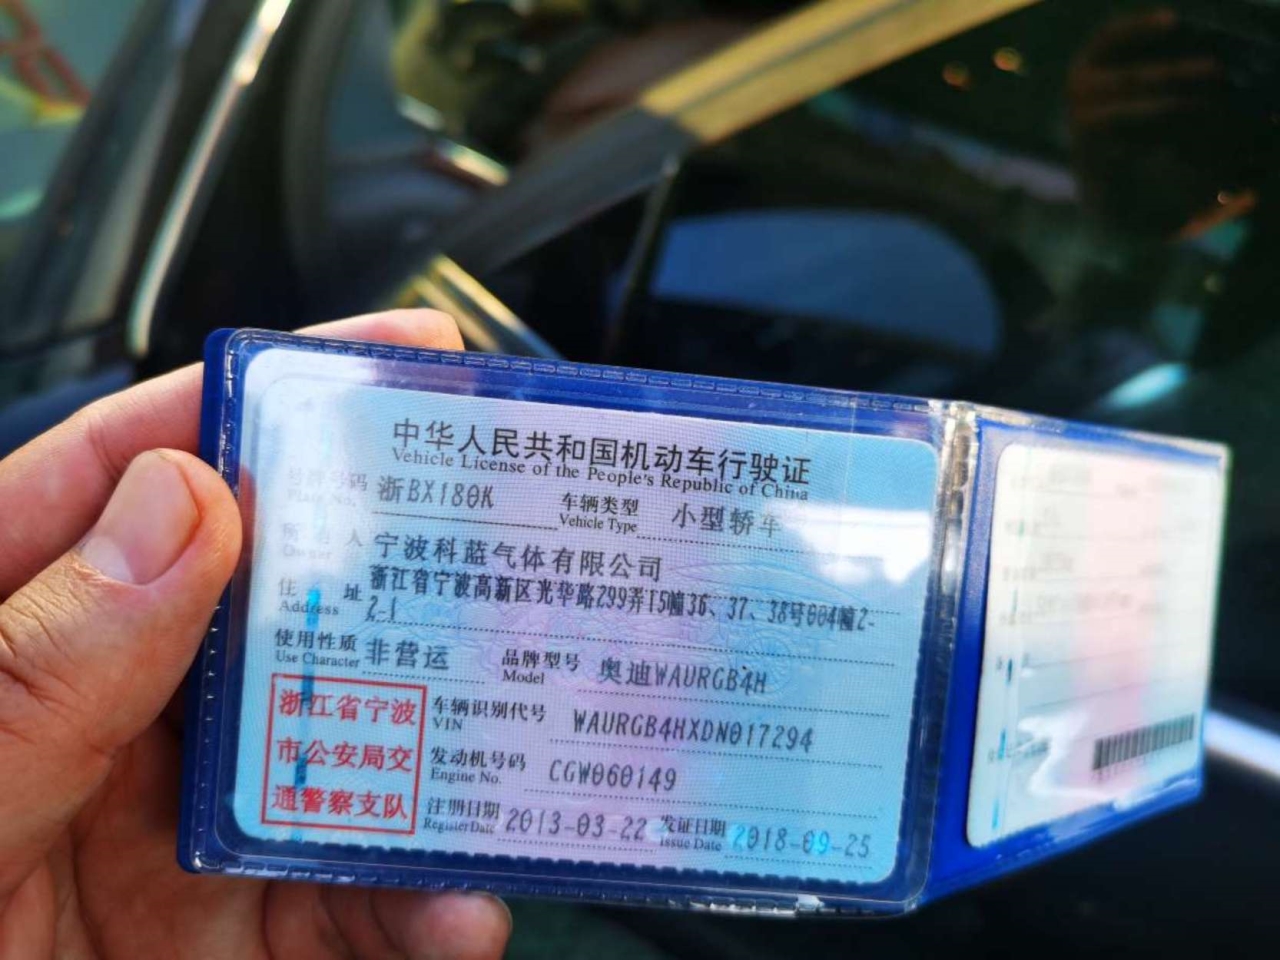 中华人民共和国机动车行驶证
Vehicle License of the People's Republic of China
号牌号码 浙BX180K 车辆类型 小型轿车
Plate No. Vehicle Type
所有人 宁波科蓝气体有限公司
Owner
住址 浙江省宁波高新区光华路299弄15幢36、37、38号004幢2-
Address 2-1
使用性质 非营运 品牌型号 奥迪WAURGB4H
Use Character Model
浙江省宁波
市公安局交
通警察支队
车辆识别代号 WAURGB4HXDN017294
VIN
发动机号码 CGW060149
Engine No.
注册日期 2013-03-22 发证日期 2018-09-25
Register Date Issue Date